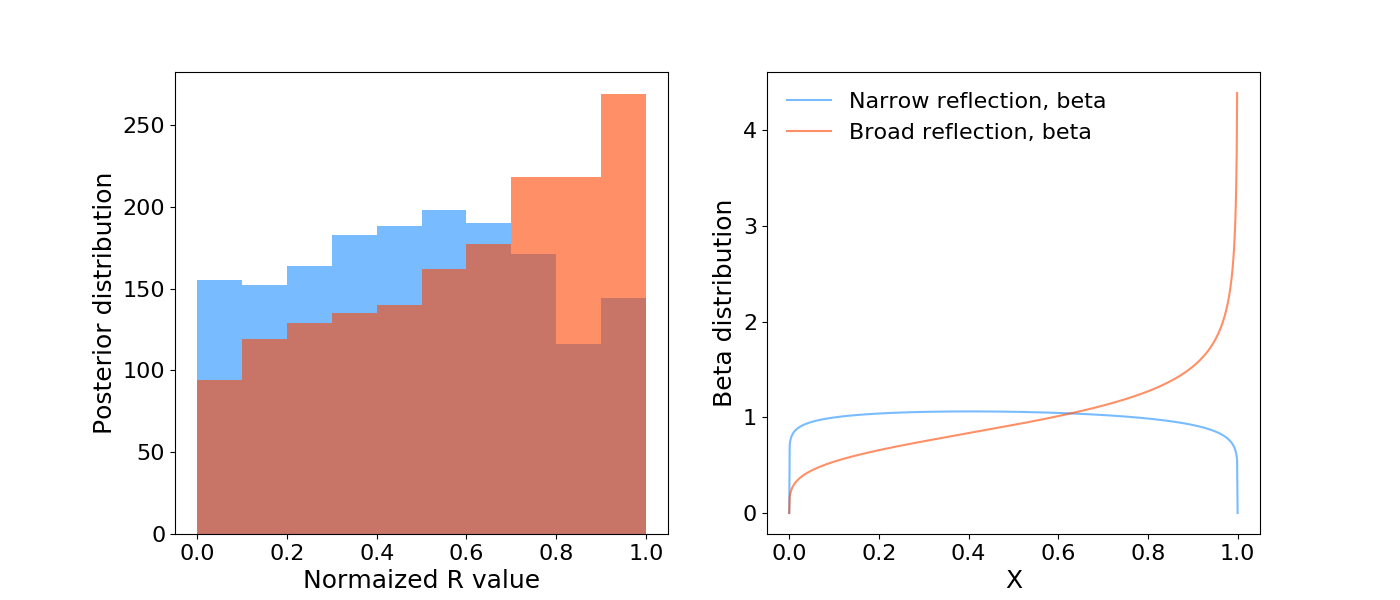 Posterior distribution
250
200
150
100
50
0
0.0 0.2 0.4 0.6 0.8 1.0
Normaized R value
Beta distribution
4
3
2
1
0
0.0 0.2 0.4 0.6 0.8 1.0
X
Narrow reflection, beta
Broad reflection, beta